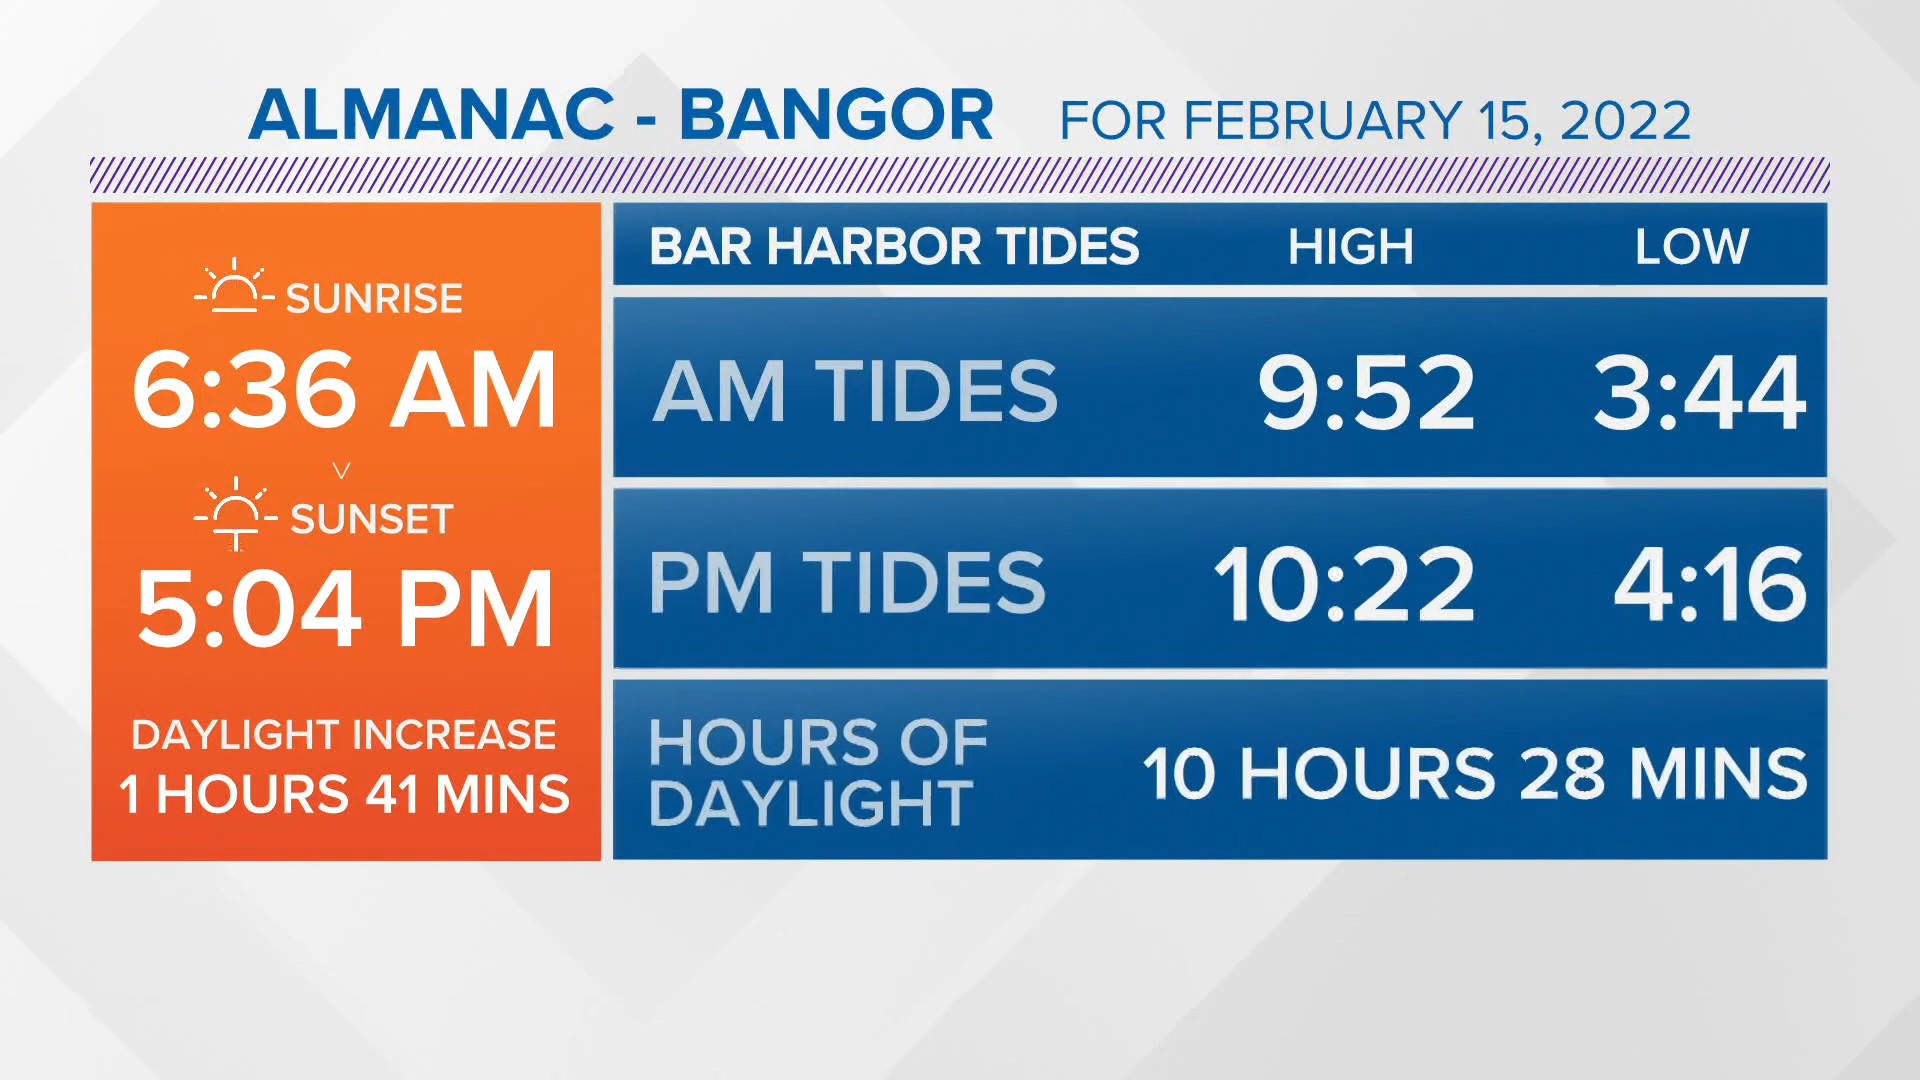 ALMANAC - BANGOR FOR FEBRUARY 15, 2022
SUNRISE
6:36 AM
SUNSET
5:04 PM
DAYLIGHT INCREASE
1 HOURS 41 MINS
BAR HARBOR TIDES HIGH LOW
AM TIDES 9:52 3:44
PM TIDES 10:22 4:16
HOURS OF
DAYLIGHT
10 HOURS 28 MINS